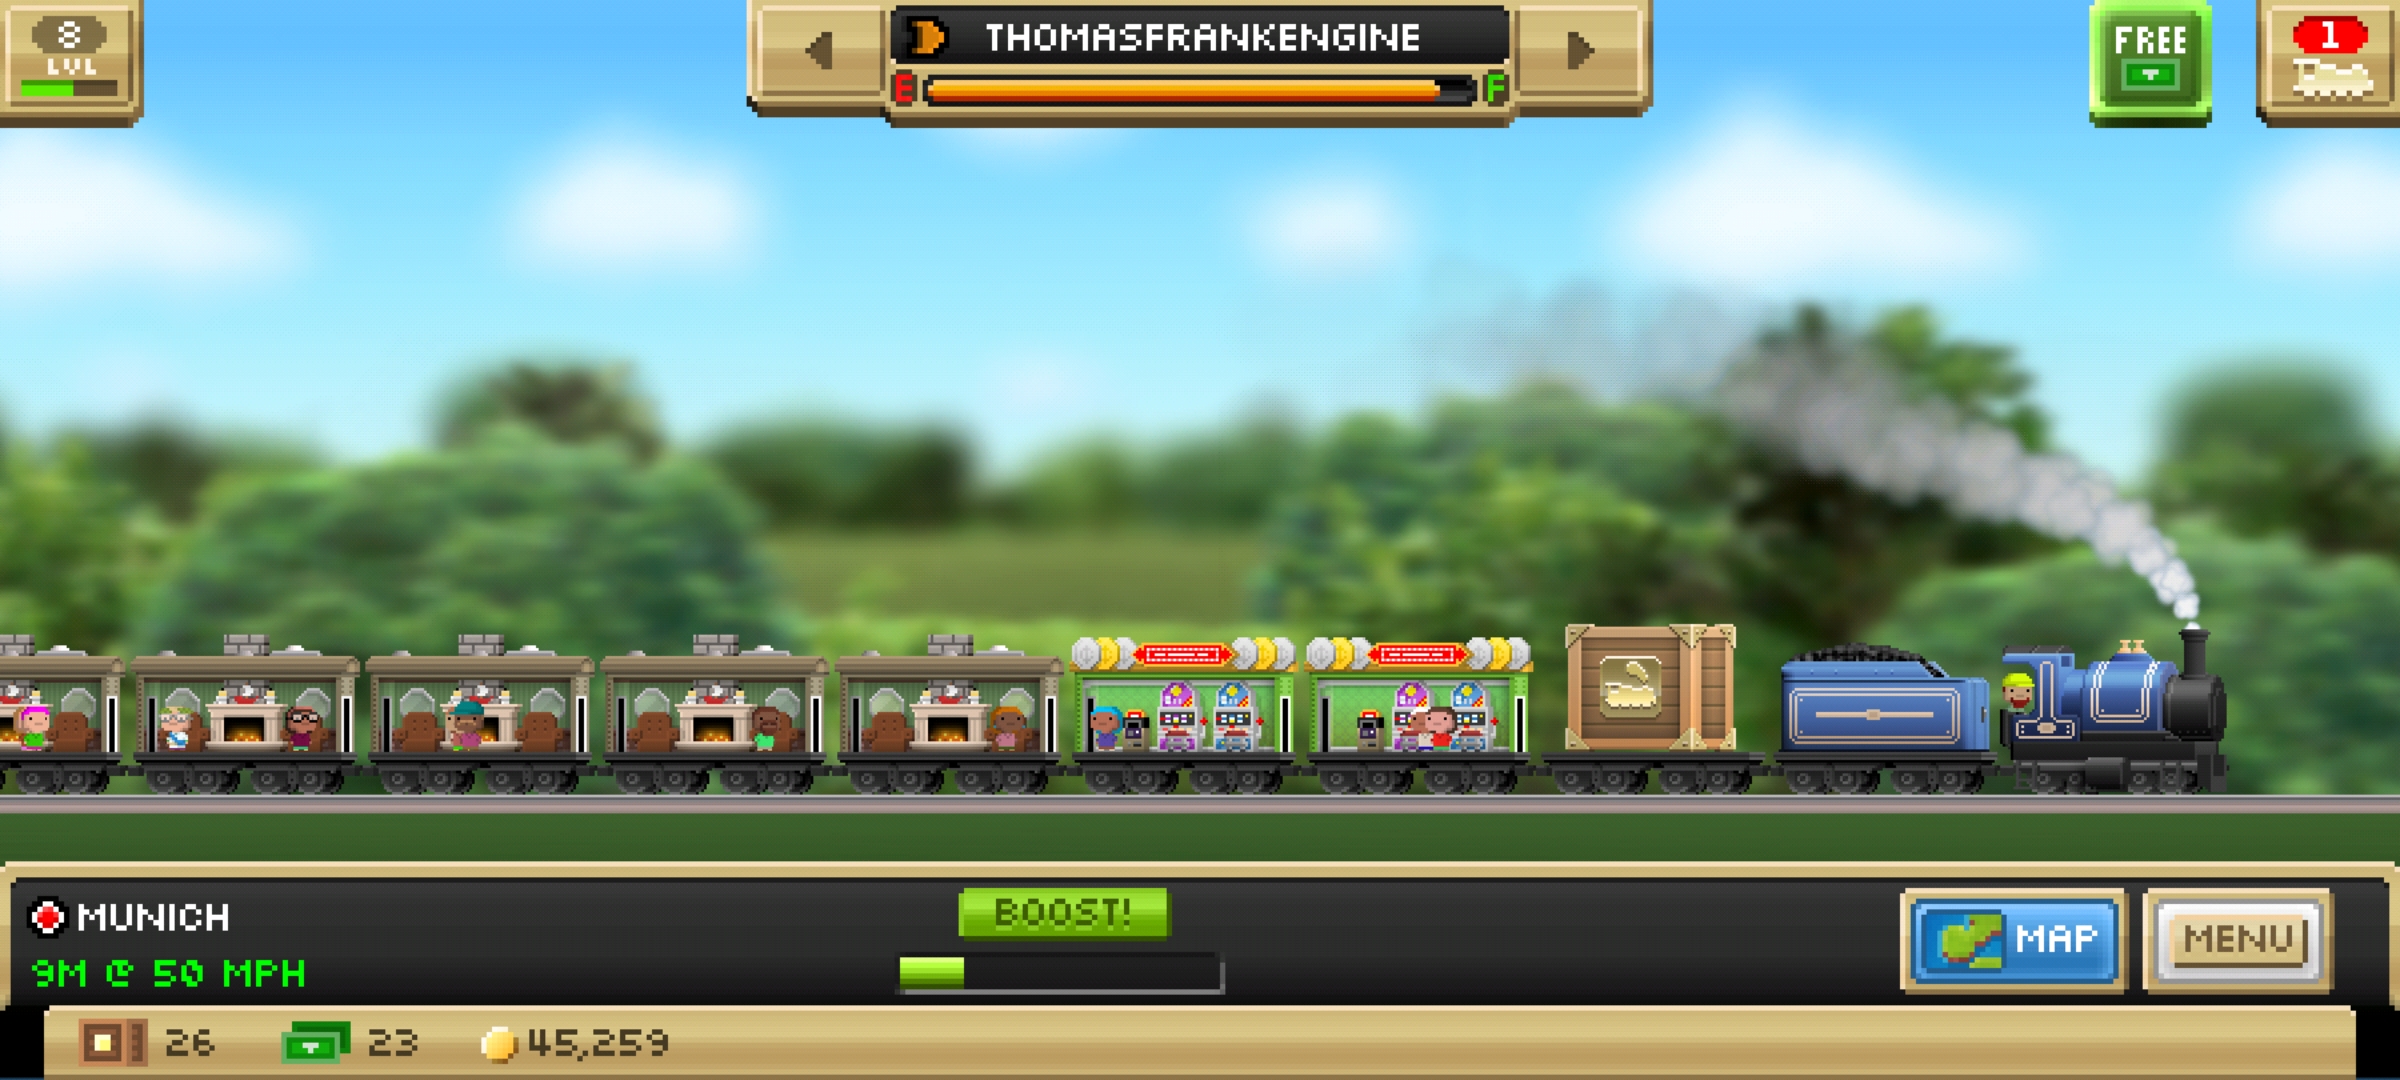 8
LVL
THOMASFRANKENGINE
E F
FREE
1
MUNICH
9M @ 50 MPH
BOOST!
MAP
MENU
26
23
45,259